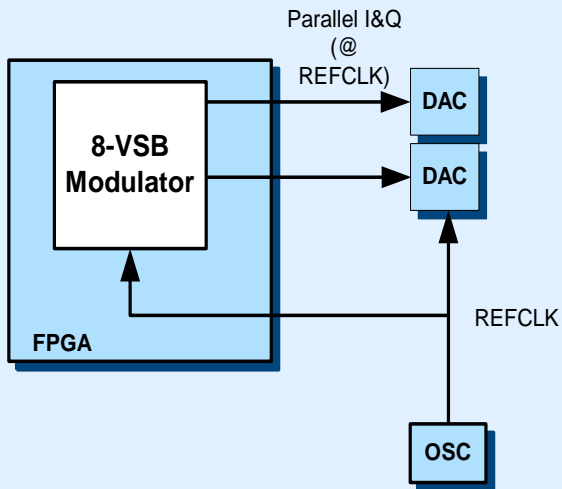 Parallel I&Q
(@
REFCLK)
DAC
8-VSB
Modulator
DAC
REFCLK
FPGA
OSC